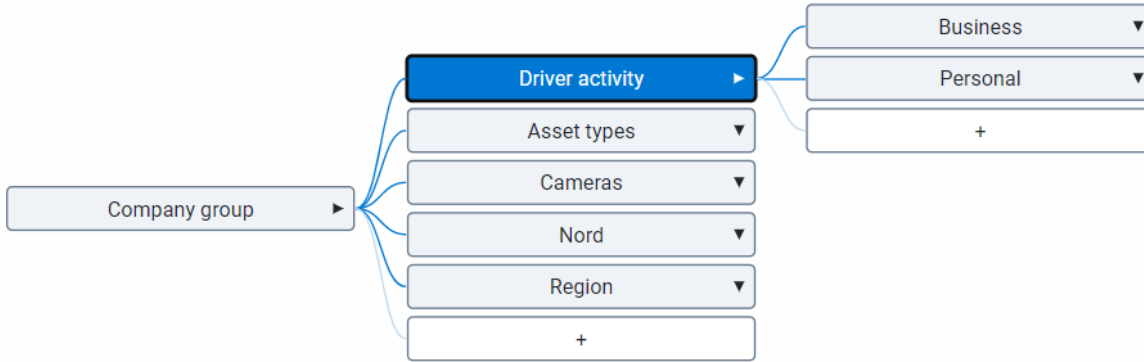 Business
Driver activity
Personal
Asset types
+
Cameras
Company group
Nord
Region
+